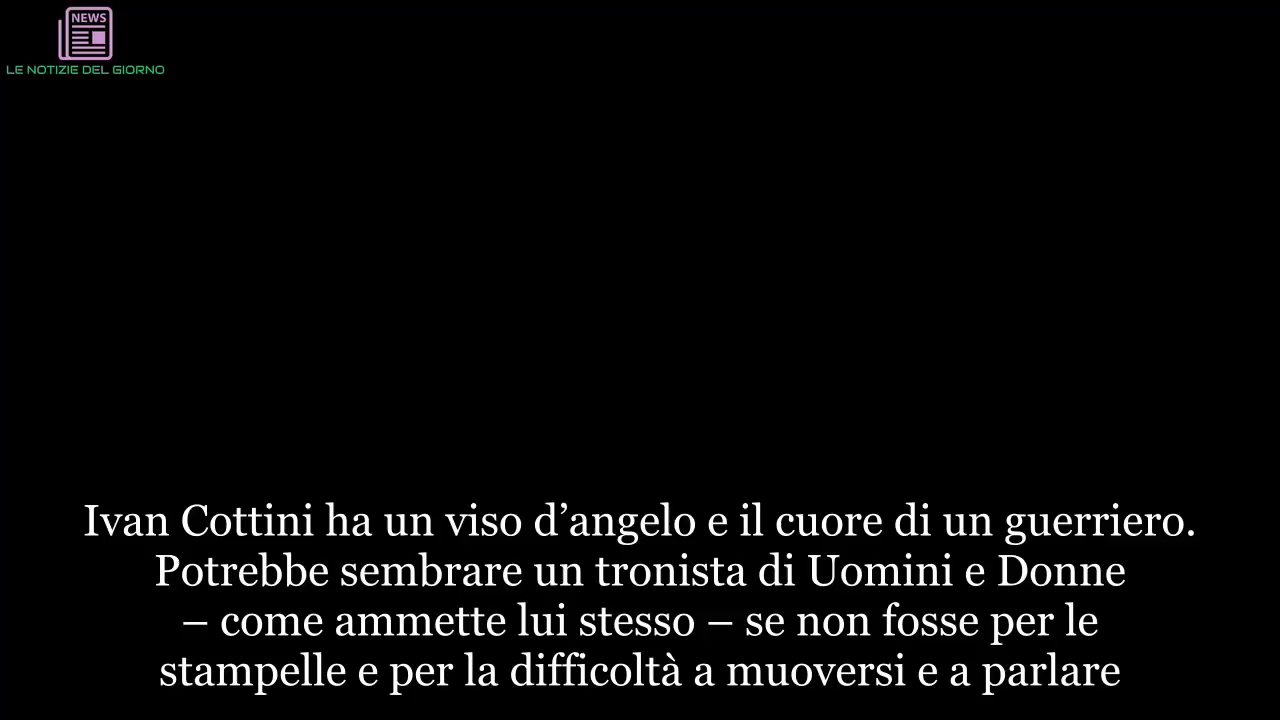 NEWS
LE NOTIZIE DEL GIORNO
Ivan Cottini ha un viso d’angelo e il cuore di un guerriero.
Potrebbe sembrare un tronista di Uomini e Donne
– come ammette lui stesso – se non fosse per le
stampelle e per la difficoltà a muoversi e a parlare